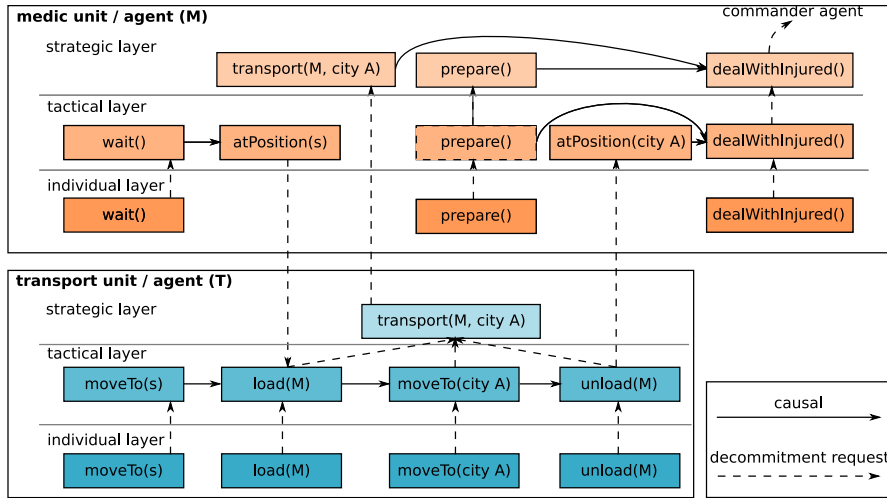 medic unit / agent (M)
commander agent
strategic layer
transport(M, city A)
prepare()
dealWithInjured()
tactical layer
wait()
atPosition(s)
prepare()
atPosition(city A)
dealWithInjured()
individual layer
wait()
prepare()
dealWithInjured()
transport unit / agent (T)
strategic layer
transport(M, city A)
tactical layer
moveTo(s)
load(M)
moveTo(city A)
unload(M)
individual layer
moveTo(s)
load(M)
moveTo(city A)
unload(M)
causal
decommitment request